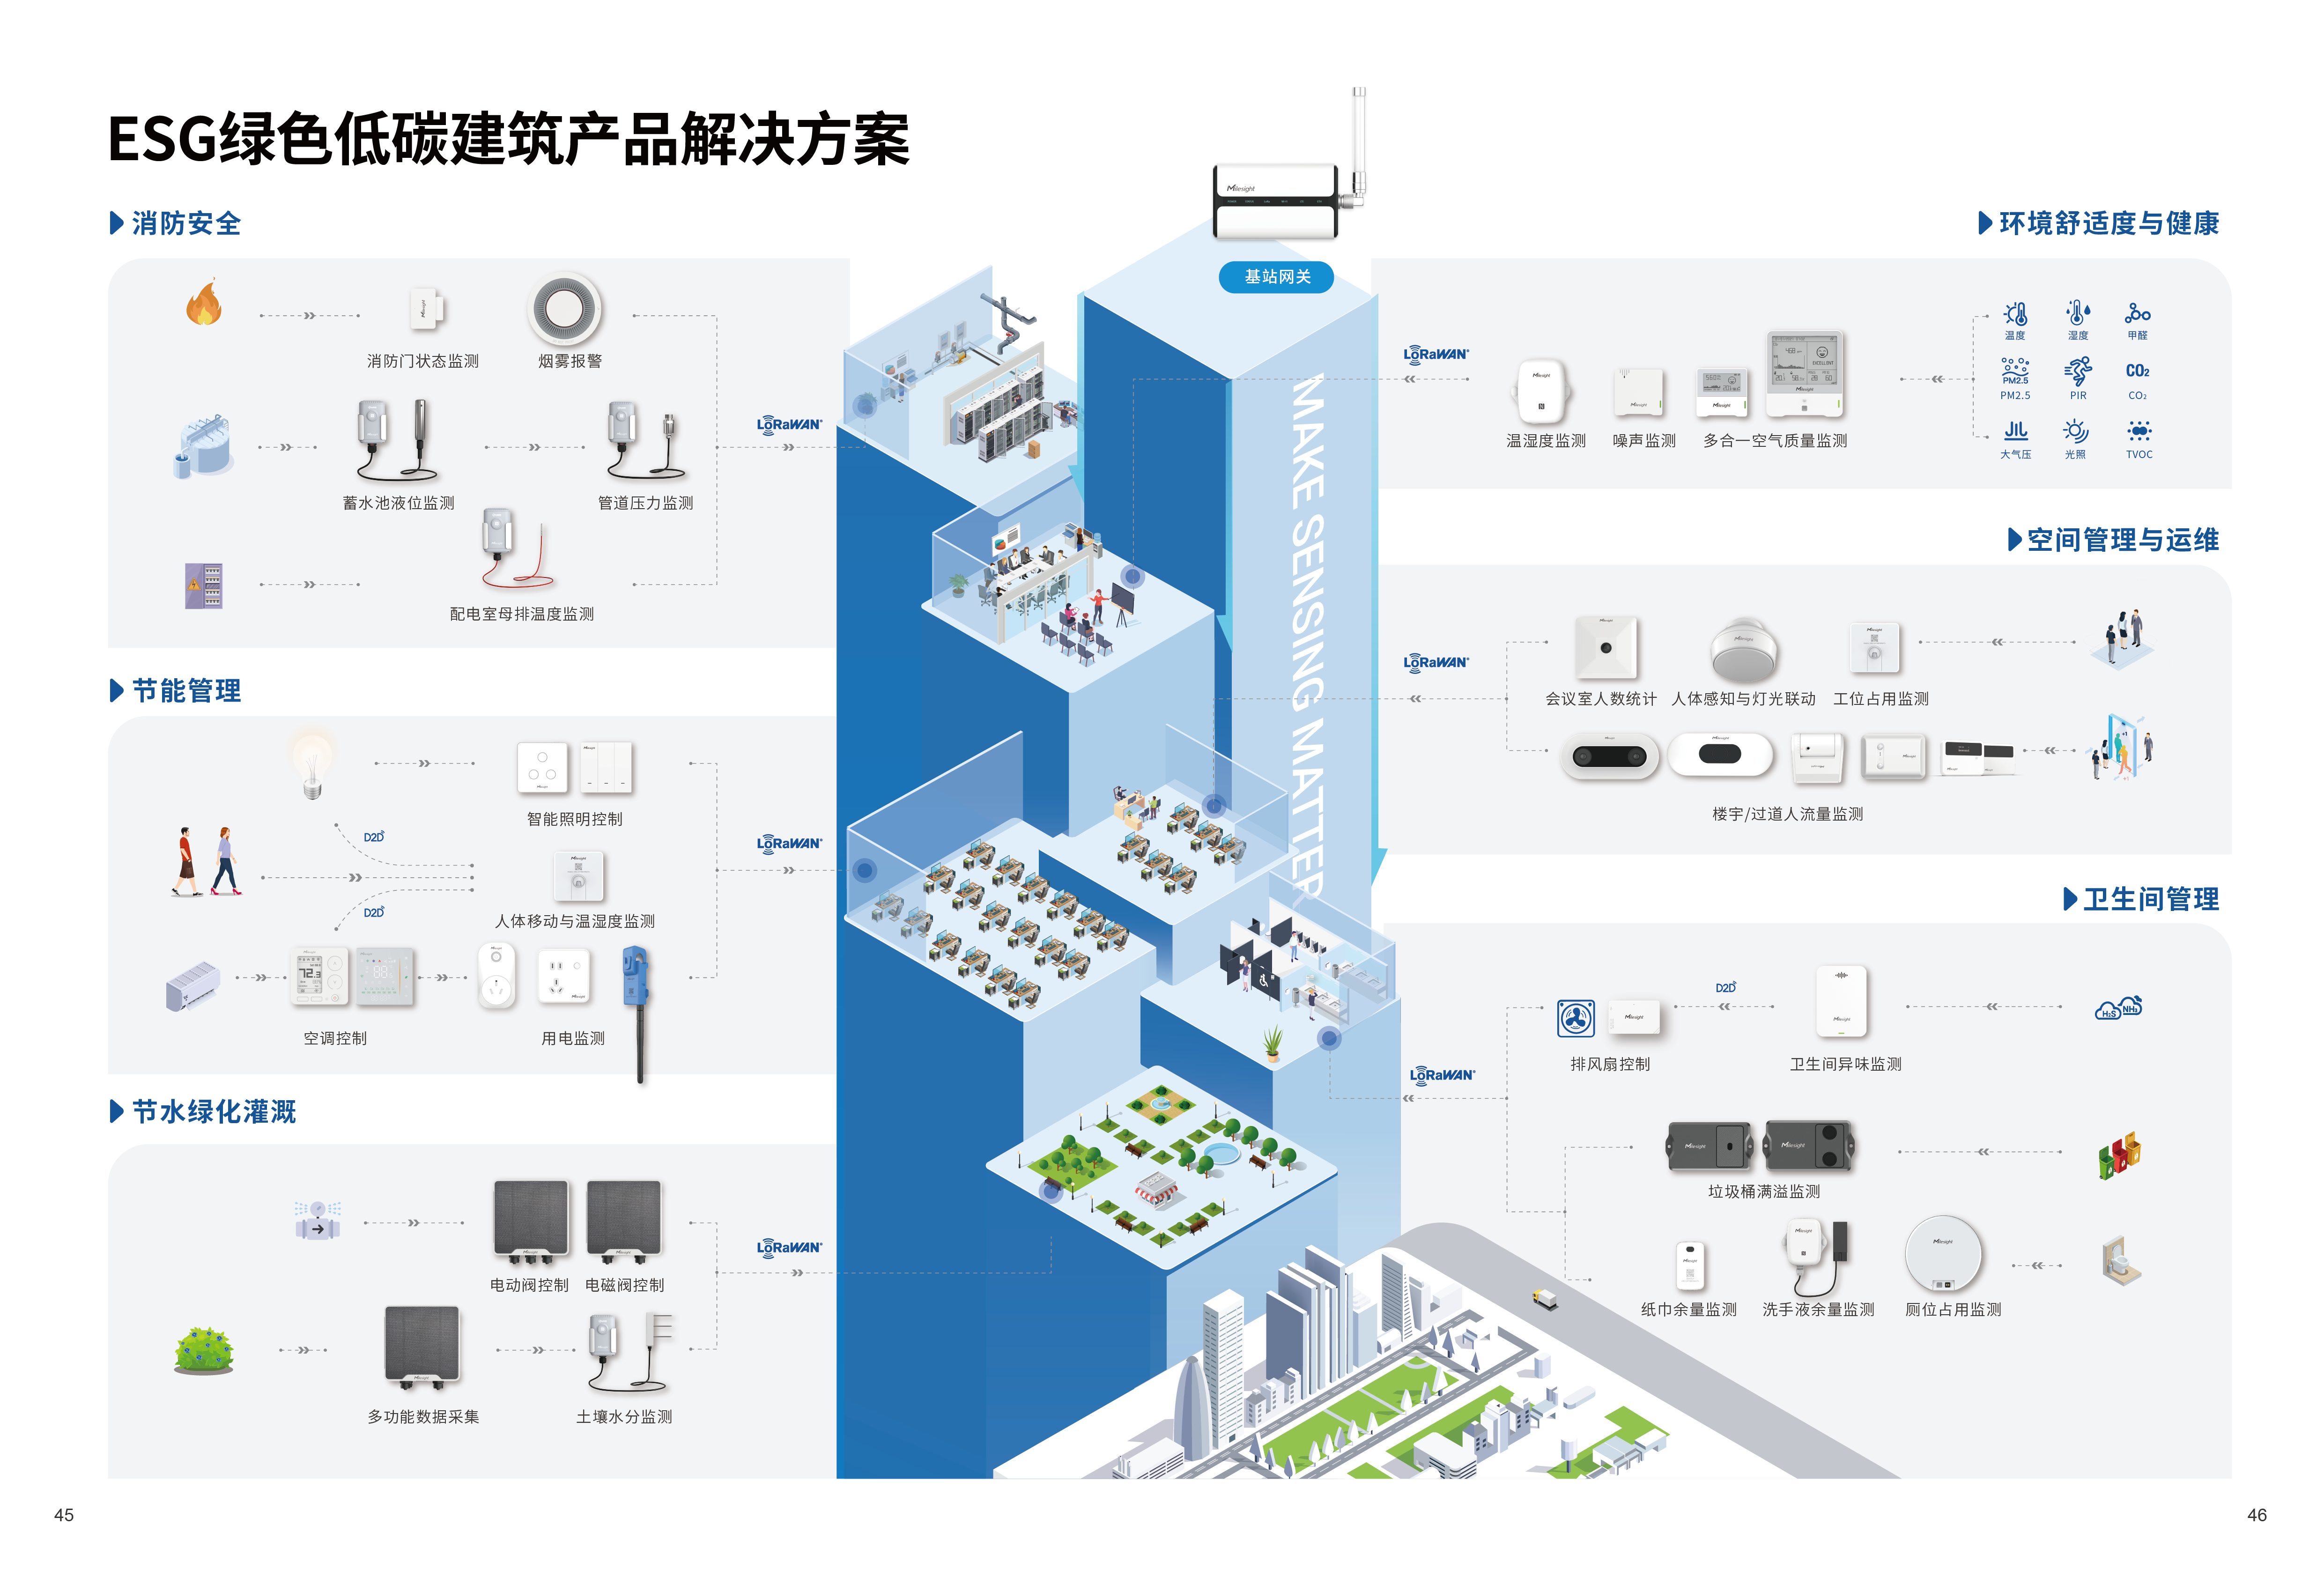 ESG绿色低碳建筑产品解决方案
Milesight
基站网关
MAKE SENSING MATTER
消防安全
消防门状态监测
烟雾报警
蓄水池液位监测
管道压力监测
配电室母排温度监测
LoRaWAN®
节能管理
智能照明控制
D2D
人体移动与温湿度监测
D2D
空调控制
用电监测
LoRaWAN®
节水绿化灌溉
电动阀控制
电磁阀控制
多功能数据采集
土壤水分监测
LoRaWAN®
环境舒适度与健康
LoRaWAN®
温湿度监测
噪声监测
多合一空气质量监测
温度
湿度
甲醛
PM2.5
CO₂
PM2.5
PIR
CO₂
大气压
光照
TVOC
空间管理与运维
LoRaWAN®
会议室人数统计
人体感知与灯光联动
工位占用监测
楼宇/过道人流量监测
卫生间管理
LoRaWAN®
排风扇控制
D2D
卫生间异味监测
H₂S
NH₃
垃圾桶满溢监测
纸巾余量监测
洗手液余量监测
厕位占用监测
45
46